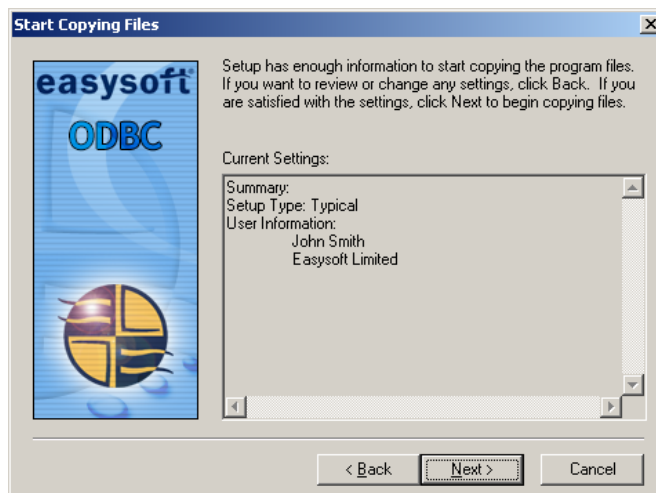 Start Copying Files
easysoft
ODBC
Setup has enough information to start copying the program files.
If you want to review or change any settings, click Back. If you
are satisfied with the settings, click Next to begin copying files.
Current Settings:
Summary:
Setup Type: Typical
User Information:
John Smith
Easysoft Limited
< Back
Next >
Cancel